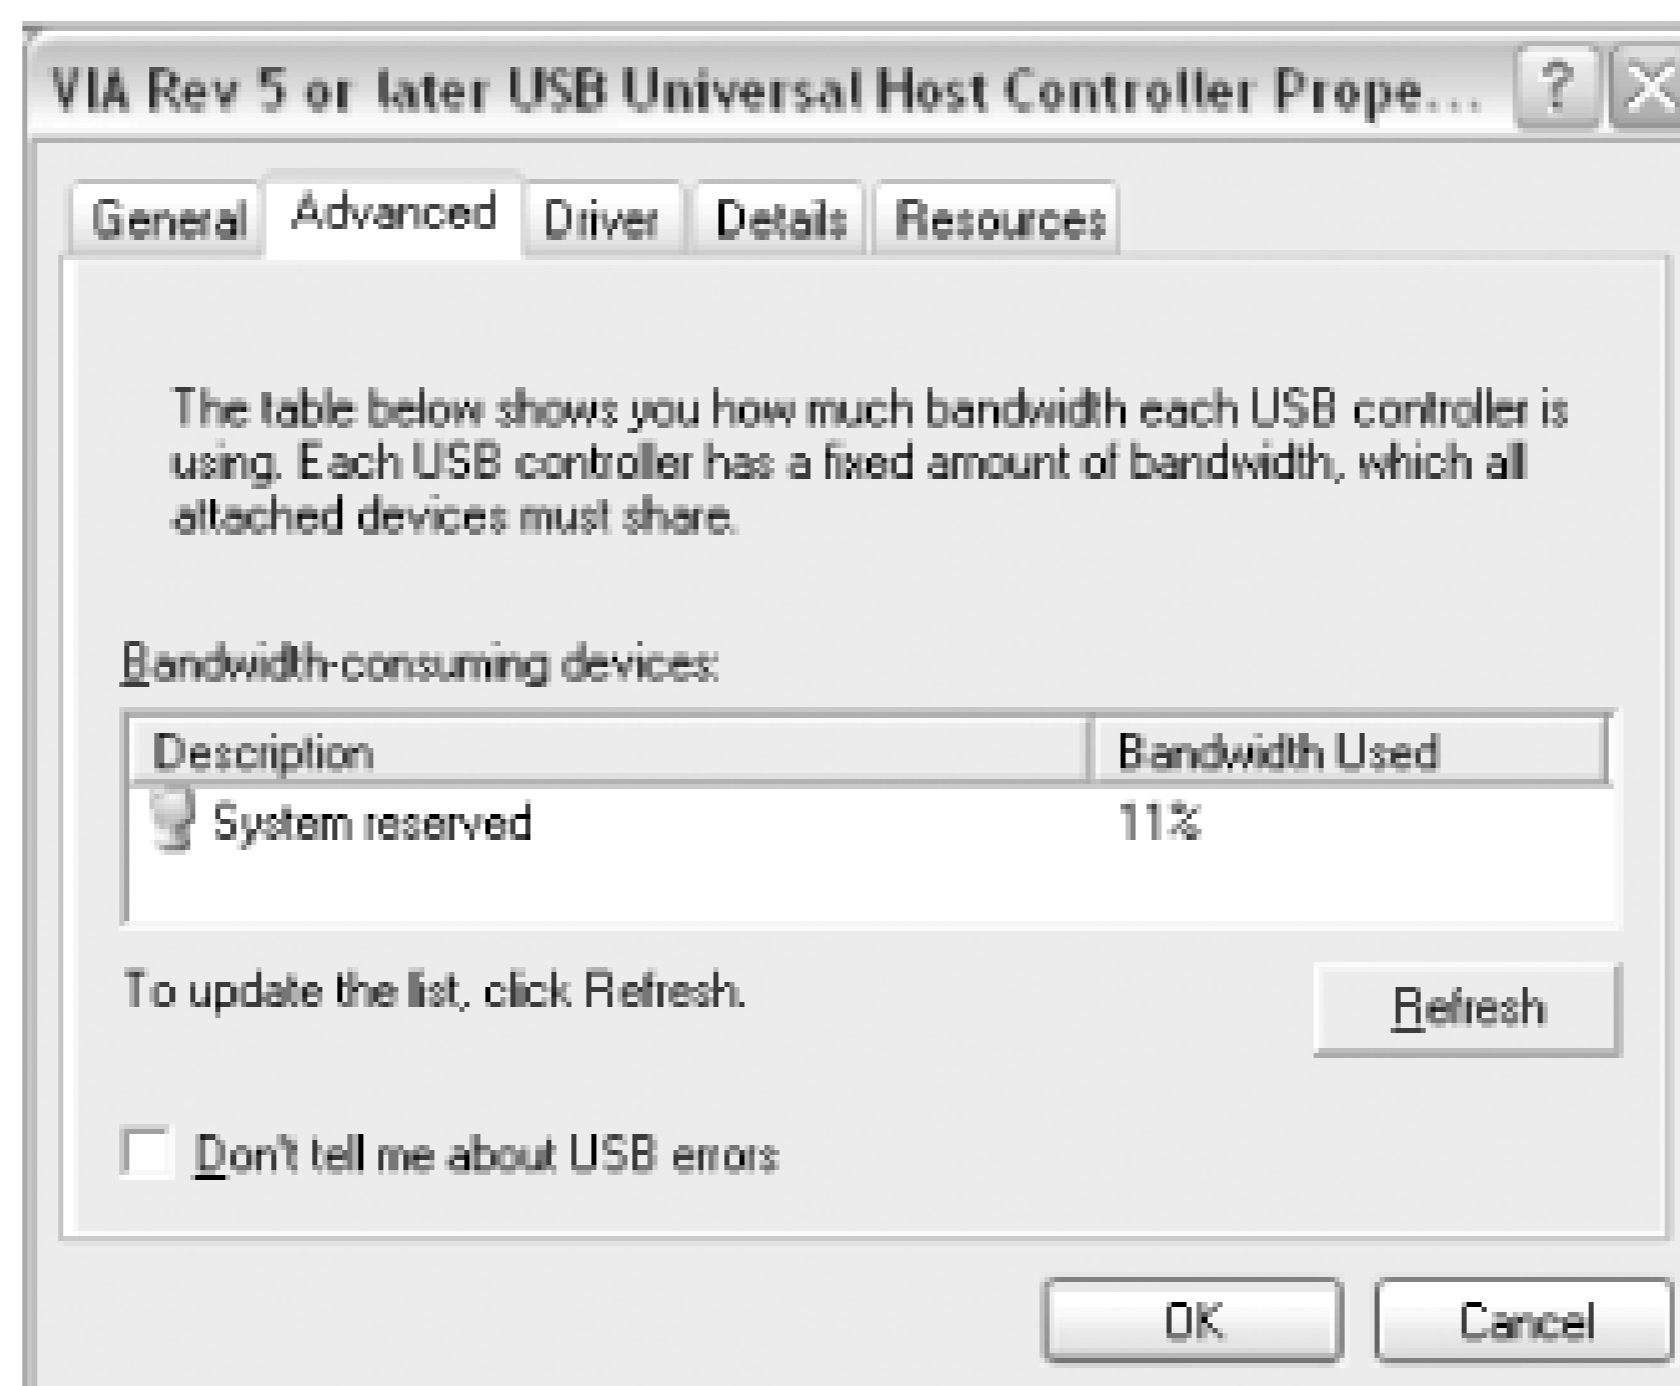 VIA Rev 5 or later USB Universal Host Controller Prope...
?
General Advanced Driver Details Resources
The table below shows you how much bandwidth each USB controller is
using. Each USB controller has a fixed amount of bandwidth, which all
attached devices must share.
Bandwidth-consuming devices:
Description Bandwidth Used
System reserved 11%
To update the list, click Refresh.
Refresh
Don't tell me about USB errors
OK Cancel